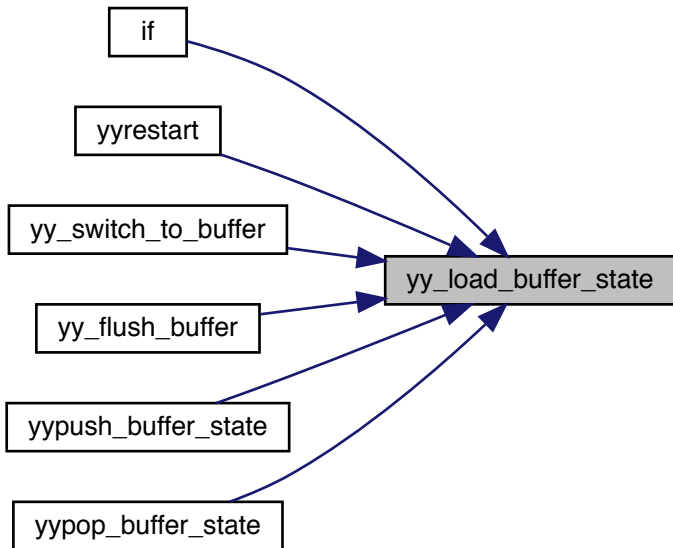 if
yyrestart
yy_switch_to_buffer
yy_load_buffer_state
yy_flush_buffer
yypush_buffer_state
yypop_buffer_state